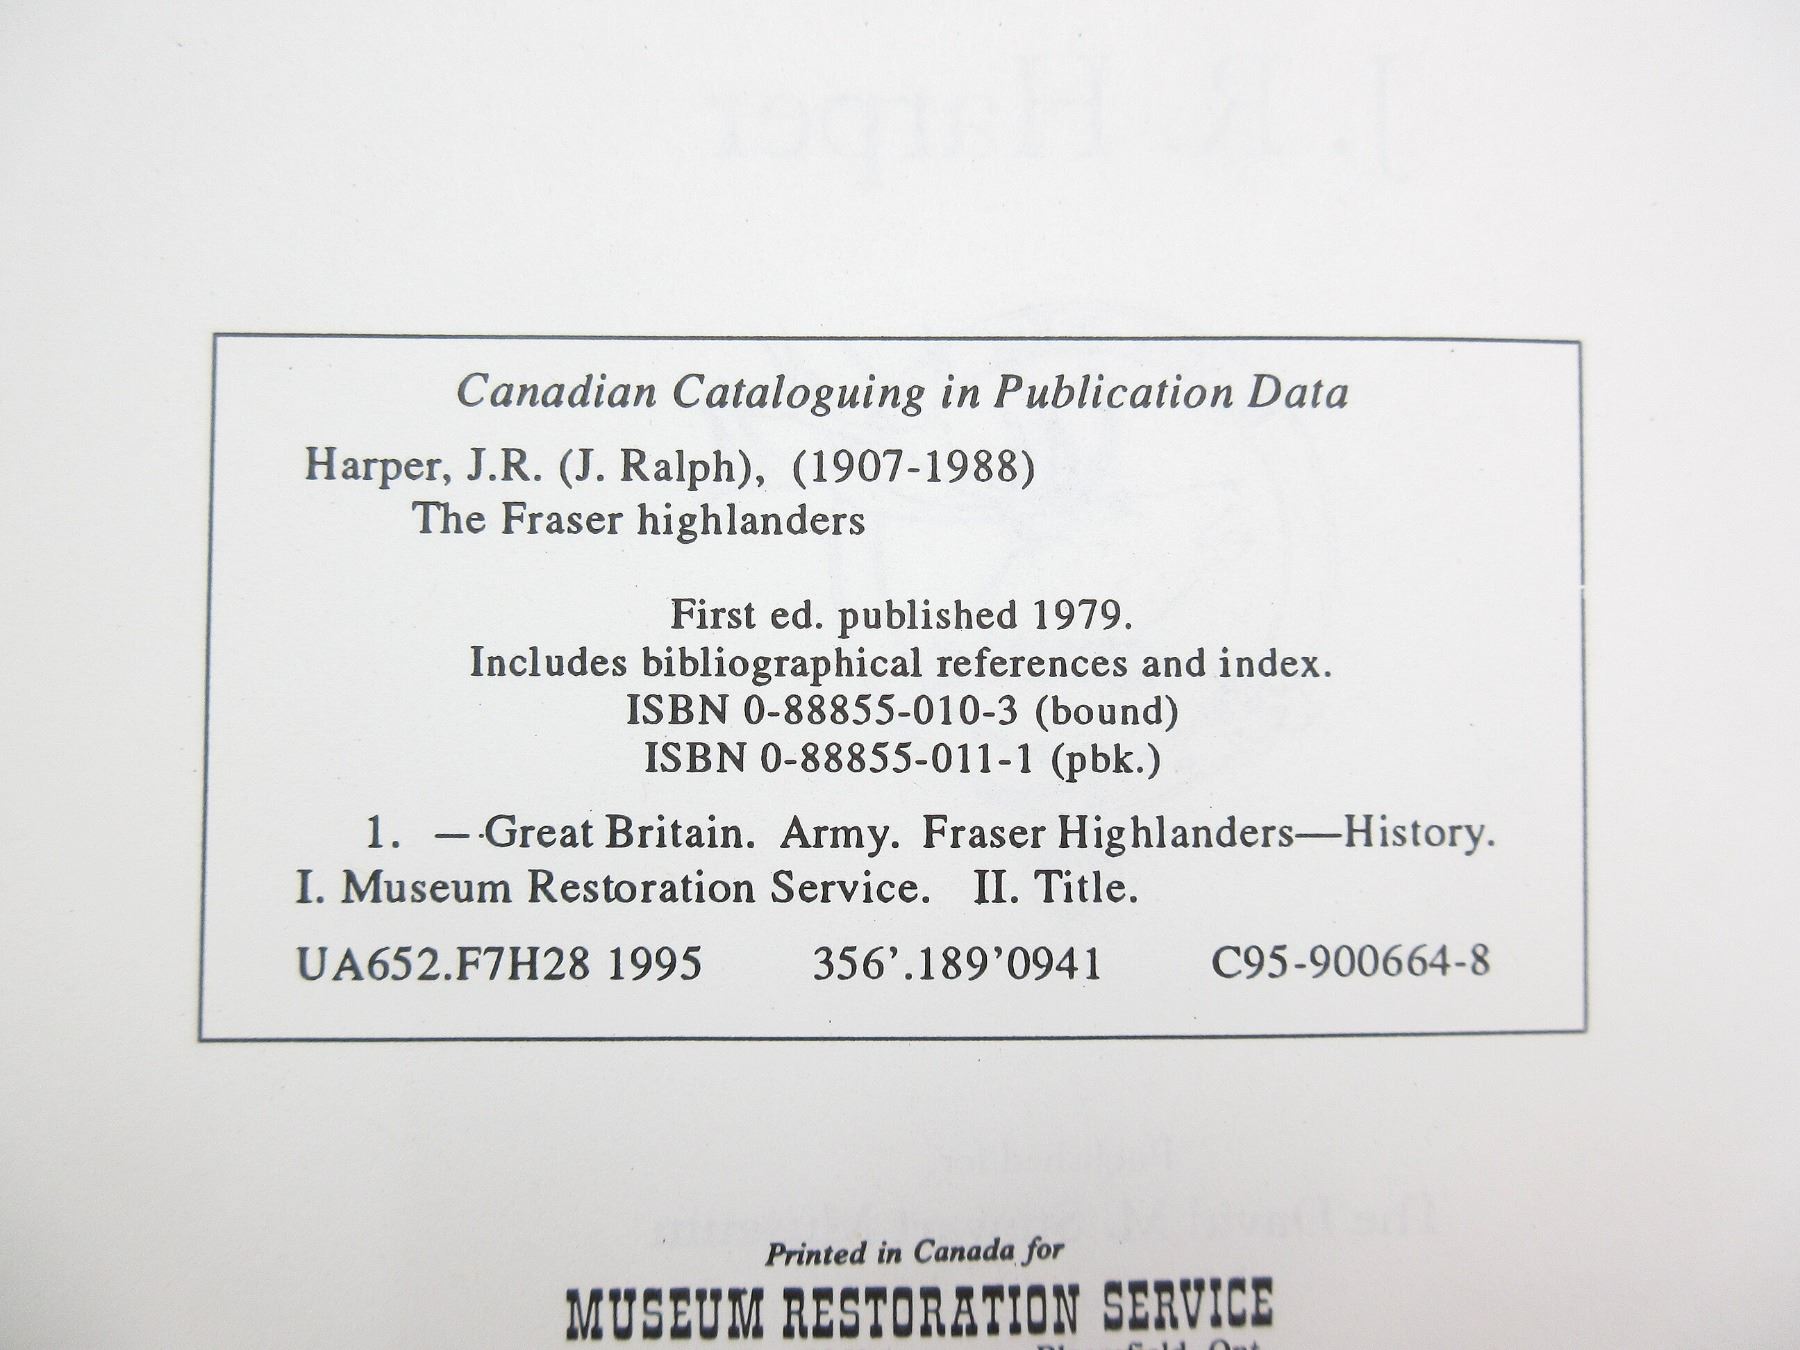 Canadian Cataloguing in Publication Data
Harper, J.R. (J. Ralph), (1907-1988)
The Fraser highlanders
First ed. published 1979.
Includes bibliographical references and index.
ISBN 0-88855-010-3 (bound)
ISBN 0-88855-011-1 (pbk.)
1. — Great Britain. Army. Fraser Highlanders—History.
I. Museum Restoration Service. II. Title.
UA652.F7H28 1995 356'.189'0941 C95-900664-8
Printed in Canada for
MUSEUM RESTORATION SERVICE